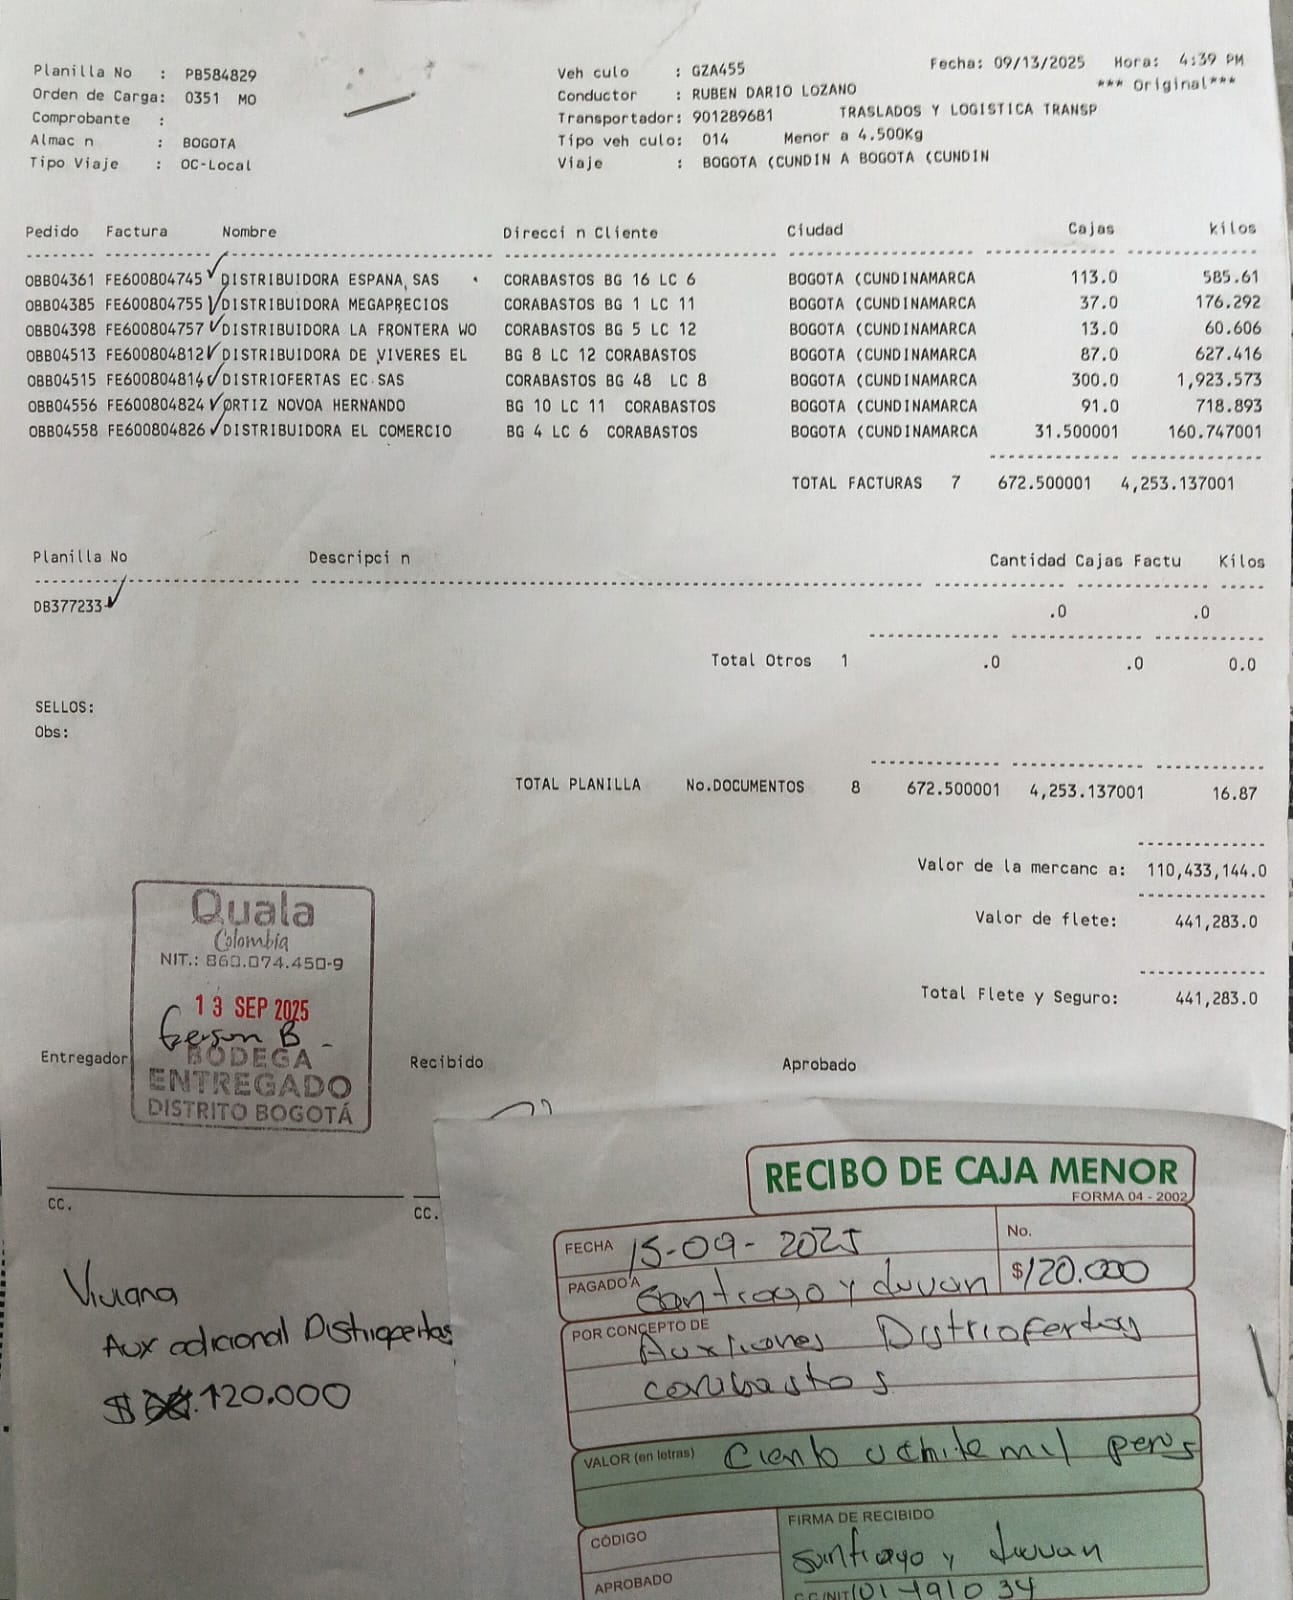 Planilla No : PB584829
Orden de Carga: 0351 MO
Comprobante :
Almac n : BOGOTA
Tipo Viaje : OC-Local
Veh culo : GZA455
Conductor : RUBEN DARIO LOZANO
Transportador: 901289681 TRASLADOS Y LOGISTICA TRANSP
Tipo veh culo: 014 Menor a 4.500Kg
Viaje : BOGOTA (CUNDIN A BOGOTA (CUNDIN
Fecha: 09/13/2025 Hora: 4:39 PM
*** Original***
Pedido Factura Nombre Direcci n Cliente Ciudad Cajas kilos
OBB04361 FE600804745 DISTRIBUIDORA ESPANA SAS CORABASTOS BG 16 LC 6 BOGOTA (CUNDINAMARCA 113.0 585.61
OBB04385 FE600804755 DISTRIBUIDORA MEGAPRECIOS CORABASTOS BG 1 LC 11 BOGOTA (CUNDINAMARCA 37.0 176.292
OBB04398 FE600804757 DISTRIBUIDORA LA FRONTERA WO CORABASTOS BG 5 LC 12 BOGOTA (CUNDINAMARCA 13.0 60.606
OBB04513 FE600804812 DISTRIBUIDORA DE VIVERES EL BG 8 LC 12 CORABASTOS BOGOTA (CUNDINAMARCA 87.0 627.416
OBB04515 FE600804814 DISTRIOFERTAS EC SAS CORABASTOS BG 48 LC 8 BOGOTA (CUNDINAMARCA 300.0 1,923.573
OBB04556 FE600804824 ORTIZ NOVOA HERNANDO BG 10 LC 11 CORABASTOS BOGOTA (CUNDINAMARCA 91.0 718.893
OBB04558 FE600804826 DISTRIBUIDORA EL COMERCIO BG 4 LC 6 CORABASTOS BOGOTA (CUNDINAMARCA 31.500001 160.747001
TOTAL FACTURAS 7 672.500001 4,253.137001
Planilla No Descripci n Cantidad Cajas Factu Kilos
DB377233 .0 .0
Total Otros 1 .0 .0 0.0
SELLOS:
Obs:
TOTAL PLANILLA No.DOCUMENTOS 8 672.500001 4,253.137001 16.87
Valor de la mercanc a: 110,433,144.0
Valor de flete: 441,283.0
Total Flete y Seguro: 441,283.0
Quala
Colombia
NIT.: 860.074.450-9
13 SEP 2025
Gerson B
BODEGA
ENTREGADO
DISTRITO BOGOTÁ
Entregador Recibido Aprobado
CC. CC.
Viviana
Aux adicional Distriofertas
$ 120.000
RECIBO DE CAJA MENOR
FORMA 04 - 2002
FECHA 15-09-2025 No.
PAGADO A Santiago y duvan $120.000
POR CONCEPTO DE
Auxiliares Distriofertas
corabastos
VALOR (en letras) Ciento veinte mil pesos
CÓDIGO
APROBADO
FIRMA DE RECIBIDO
Santiago y duvan
C.C./NIT